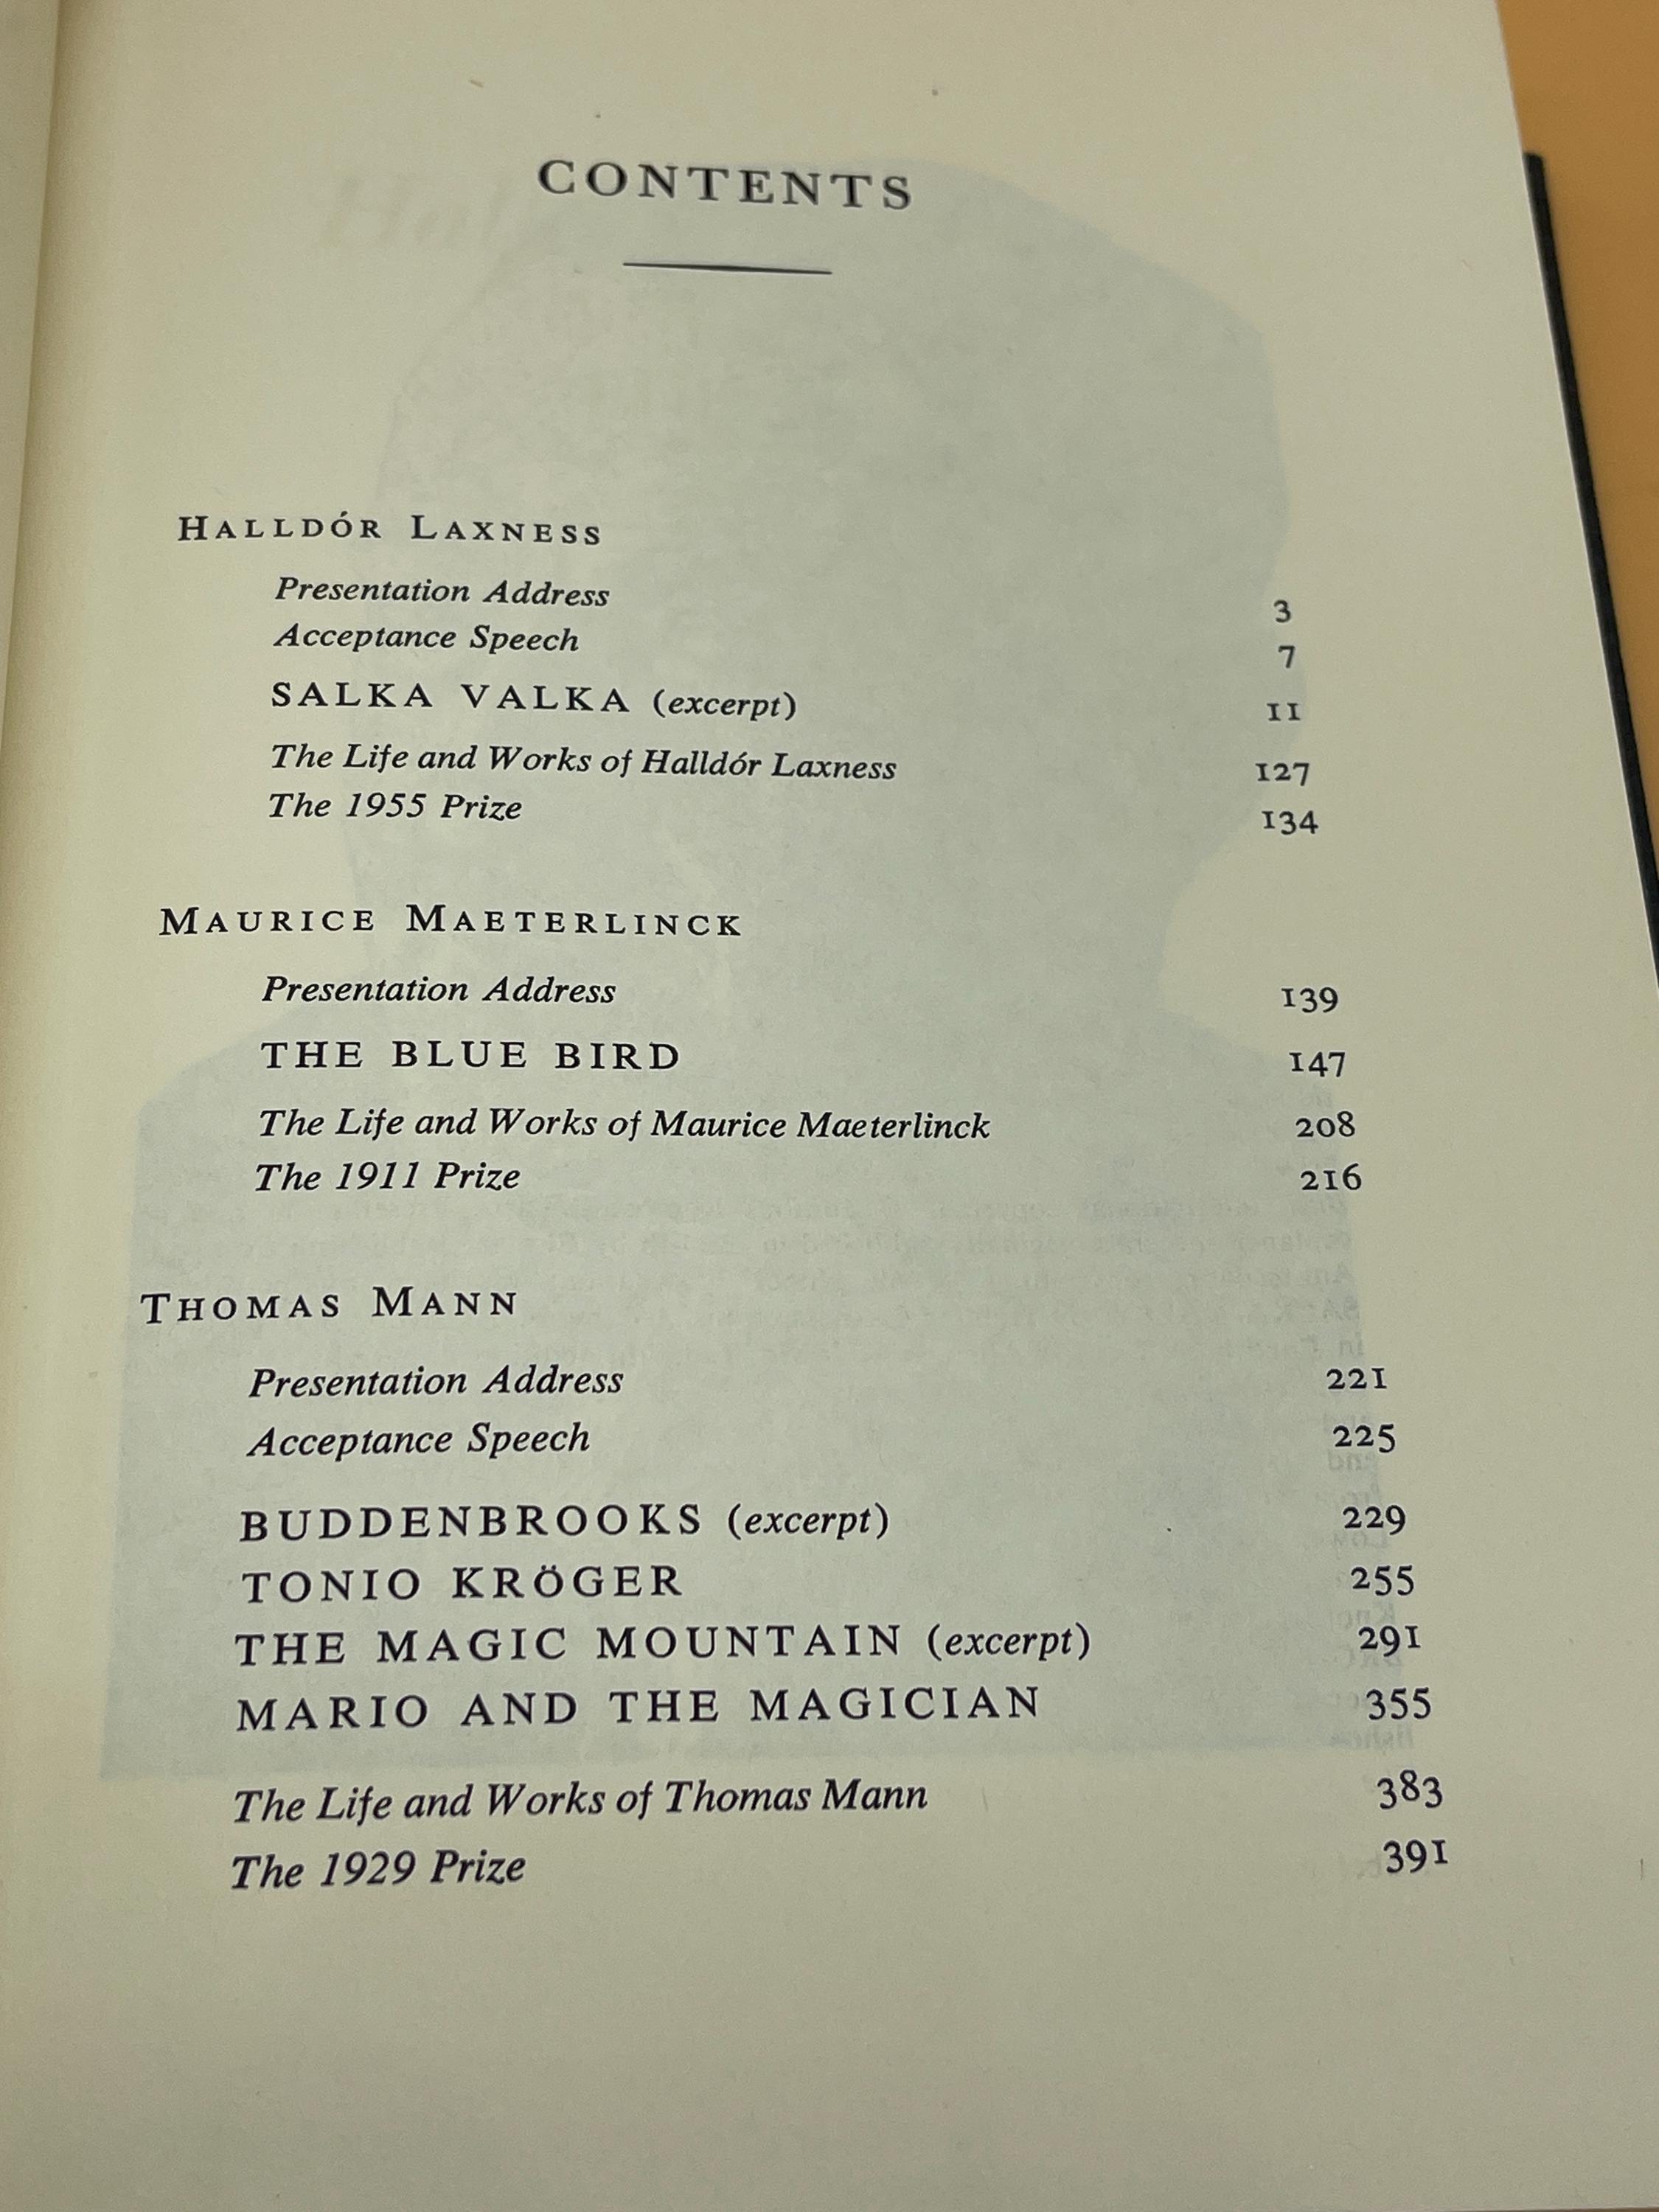 CONTENTS
HALLDÓR LAXNESS
Presentation Address 3
Acceptance Speech 7
SALKA VALKA (excerpt) 11
The Life and Works of Halldór Laxness 127
The 1955 Prize 134
MAURICE MAETERLINCK
Presentation Address 139
THE BLUE BIRD 147
The Life and Works of Maurice Maeterlinck 208
The 1911 Prize 216
THOMAS MANN
Presentation Address 221
Acceptance Speech 225
BUDDENBROOKS (excerpt) 229
TONIO KRÖGER 255
THE MAGIC MOUNTAIN (excerpt) 291
MARIO AND THE MAGICIAN 355
The Life and Works of Thomas Mann 383
The 1929 Prize 391